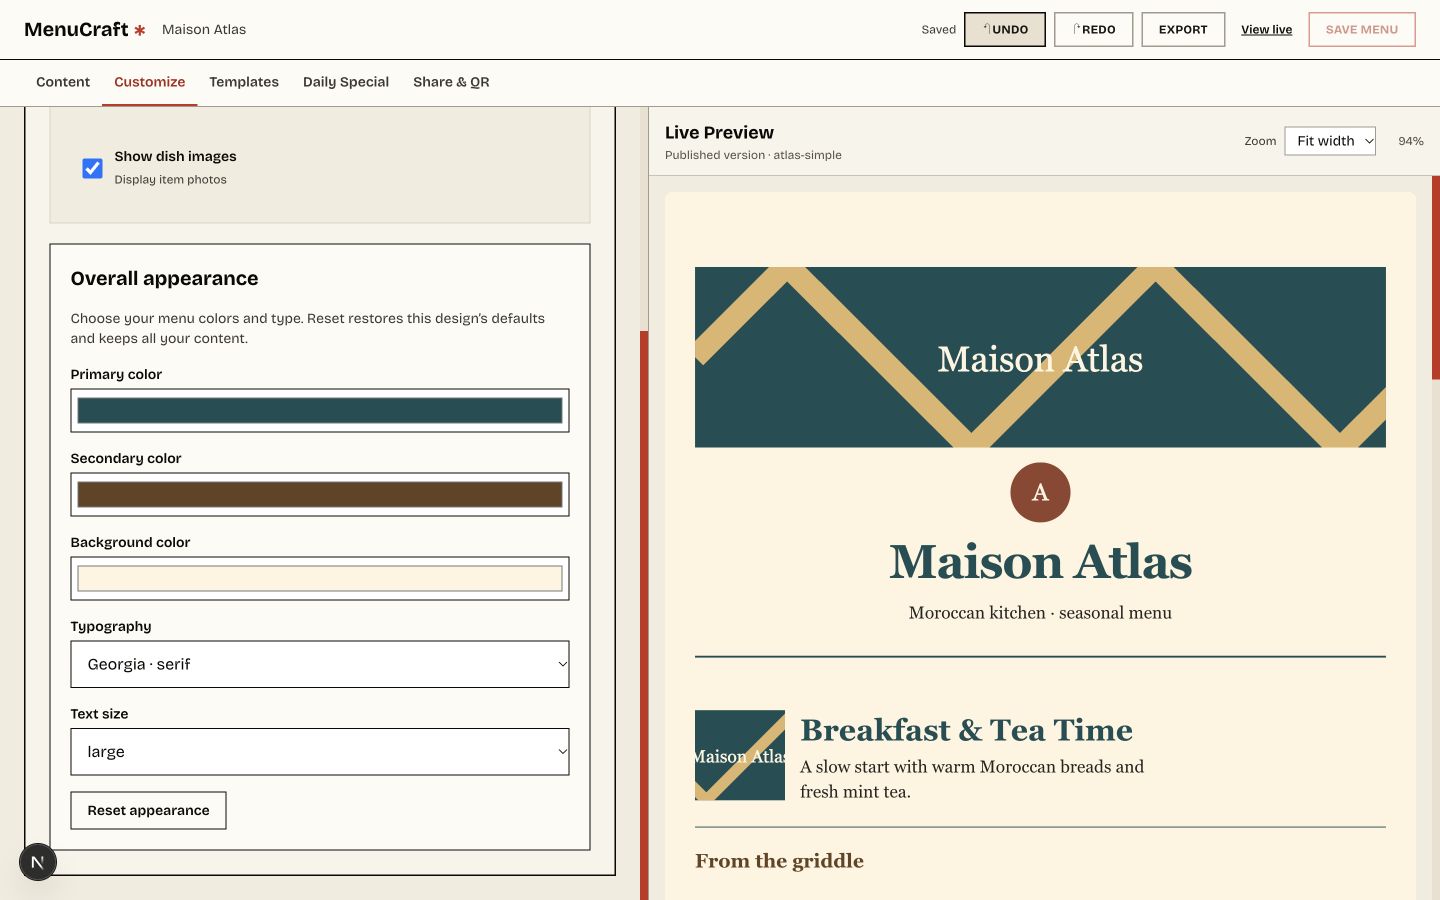 MenuCraft *
Maison Atlas
Saved
UNDO
REDO
EXPORT
View live
SAVE MENU
Content
Customize
Templates
Daily Special
Share & QR
Show dish images
Display item photos
Overall appearance
Choose your menu colors and type. Reset restores this design's defaults
and keeps all your content.
Primary color
Secondary color
Background color
Typography
Georgia · serif
Text size
large
Reset appearance
N
Live Preview
Published version · atlas-simple
Zoom
Fit width
94%
Maison Atlas
A
Maison Atlas
Moroccan kitchen · seasonal menu
Maison Atlas
Breakfast & Tea Time
A slow start with warm Moroccan breads and
fresh mint tea.
From the griddle